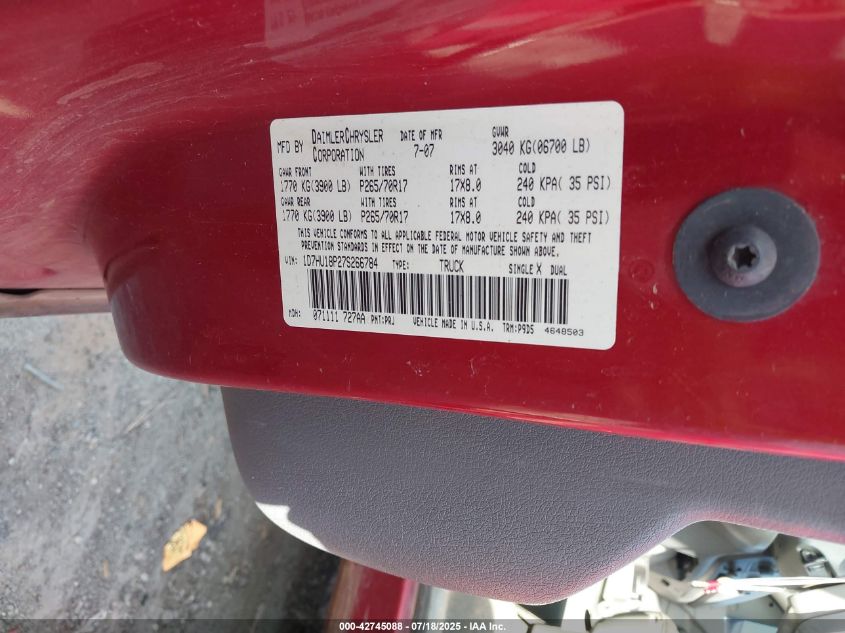 MFD BY DAIMLERCHRYSLER CORPORATION DATE OF MFR 7-07 GVWR 3040 KG(06700 LB)
GAWR FRONT WITH TIRES RIMS AT COLD
1770 KG(3900 LB) P265/70R17 17X8.0 240 KPA( 35 PSI)
GAWR REAR WITH TIRES RIMS AT COLD
1770 KG(3900 LB) P265/70R17 17X8.0 240 KPA( 35 PSI)
THIS VEHICLE CONFORMS TO ALL APPLICABLE FEDERAL MOTOR VEHICLE SAFETY AND THEFT
PREVENTION STANDARDS IN EFFECT ON THE DATE OF MANUFACTURE SHOWN ABOVE.
VIN: 1D7HU18P27S266784 TYPE: TRUCK SINGLE X DUAL
MDH: 071111 727AA PNT:PRJ VEHICLE MADE IN U.S.A. TRM:P9D5 4648503
000-42745088 - 07/18/2025 - IAA Inc.